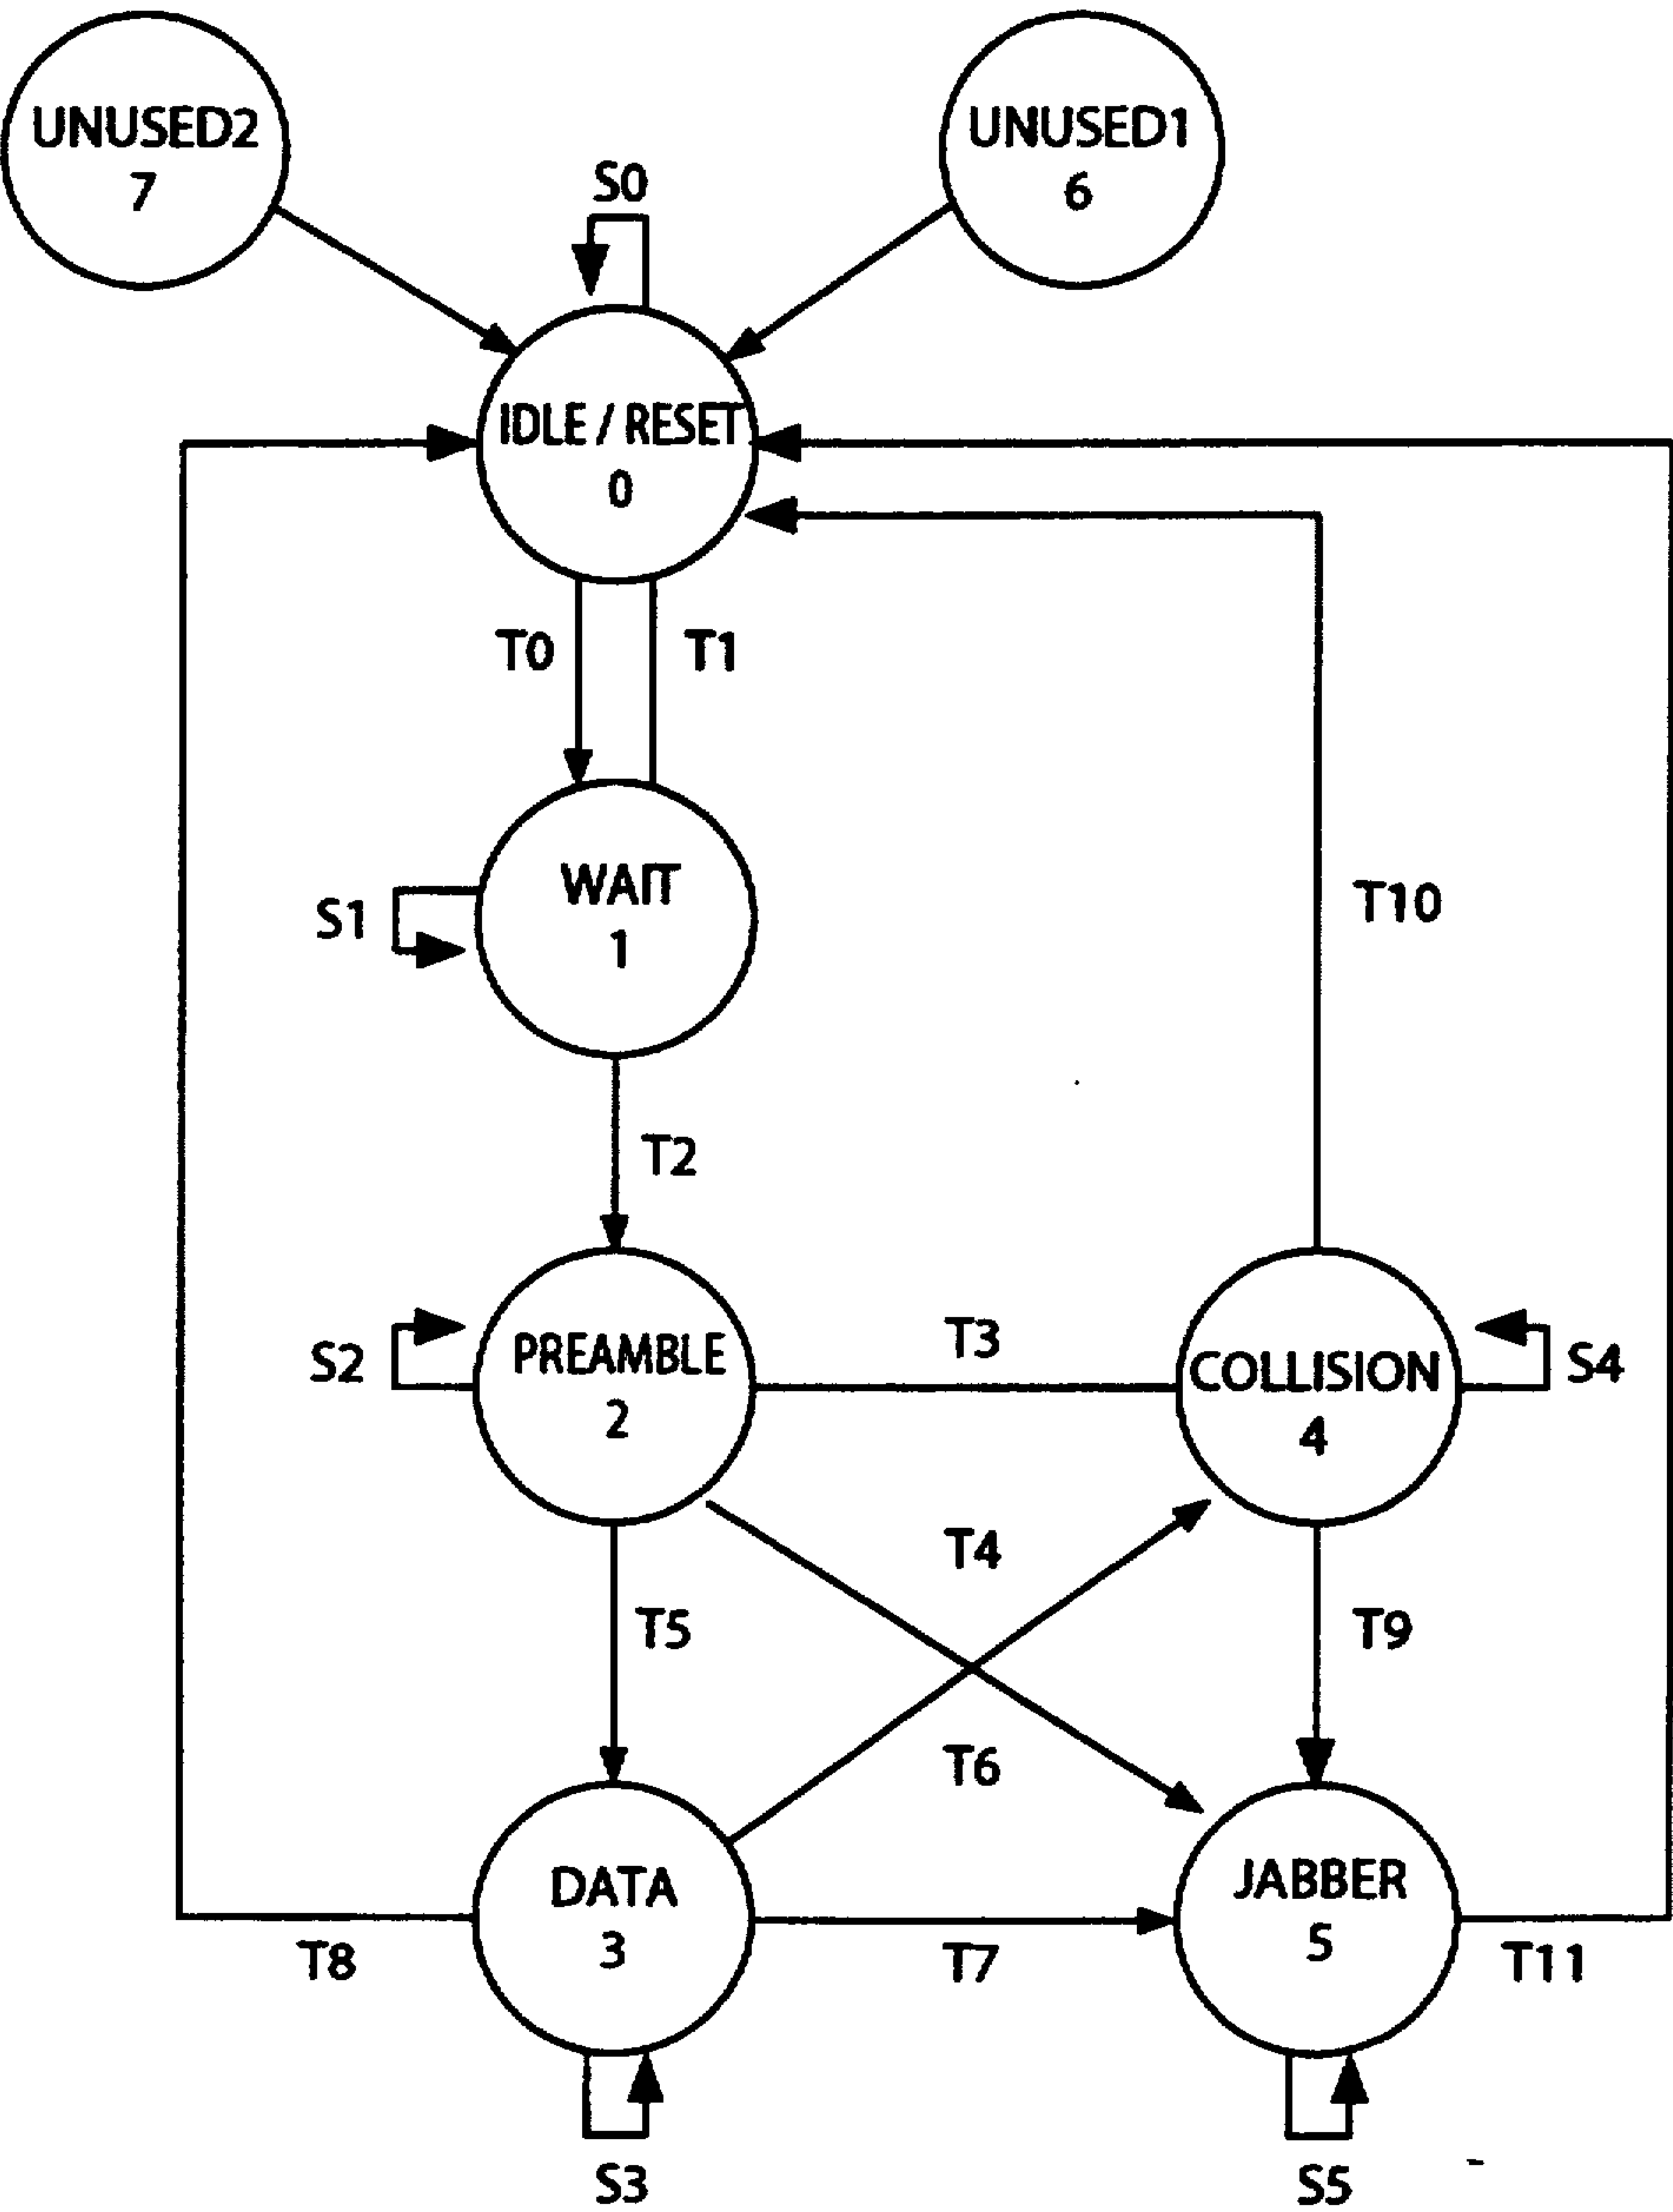 UNUSED2
7
UNUSED1
6
S0
IDLE / RESET
0
T0
T1
WAIT
1
S1
T10
T2
PREAMBLE
2
S2
T3
COLLISION
4
S4
T4
T5
T9
T6
DATA
3
JABBER
5
T8
T7
T11
S3
S5